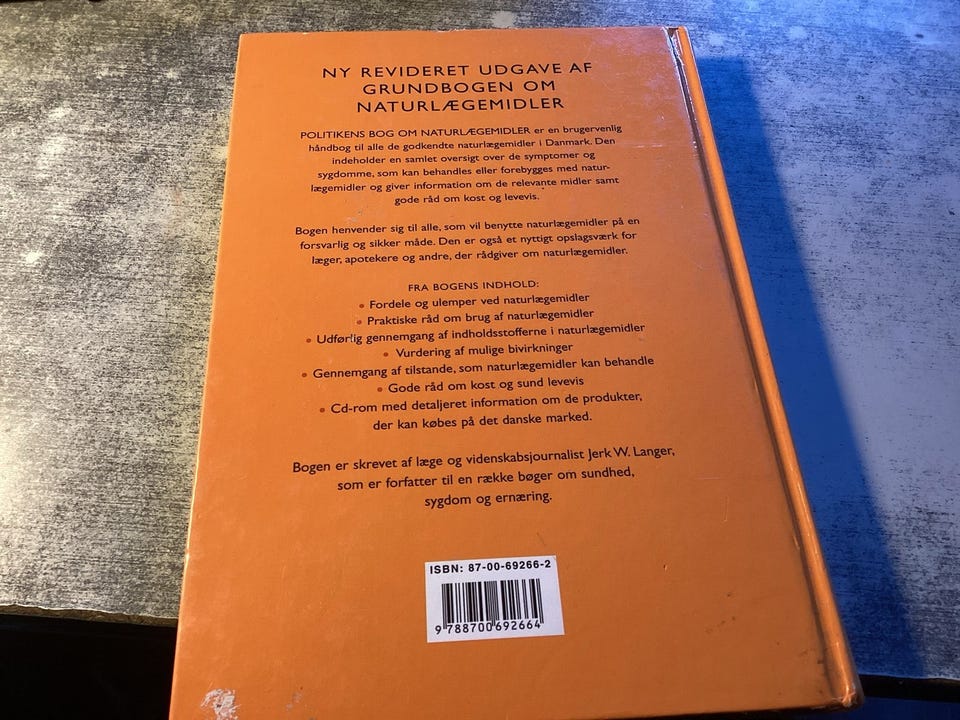 NY REVIDERET UDGAVE AF
GRUNDBOGEN OM
NATURLÆGEMIDLER
POLITIKENS BOG OM NATURLÆGEMIDLER er en brugervenlig
håndbog til alle de godkendte naturlægemidler i Danmark. Den
indeholder en samlet oversigt over de symptomer og
sygdomme, som kan behandles eller forebygges med natur-
lægemidler og giver information om de relevante midler samt
gode råd om kost og levevis.
Bogen henvender sig til alle, som vil benytte naturlægemidler på en
forsvarlig og sikker måde. Den er også et nyttigt opslagsværk for
læger, apotekere og andre, der rådgiver om naturlægemidler.
FRA BOGENS INDHOLD:
• Fordele og ulemper ved naturlægemidler
• Praktiske råd om brug af naturlægemidler
• Udførlig gennemgang af indholdsstofferne i naturlægemidler
• Vurdering af mulige bivirkninger
• Gennemgang af tilstande, som naturlægemidler kan behandle
• Gode råd om kost og sund levevis
• Cd-rom med detaljeret information om de produkter,
der kan købes på det danske marked.
Bogen er skrevet af læge og videnskabsjournalist Jerk W. Langer,
som er forfatter til en række bøger om sundhed,
sygdom og ernæring.
ISBN: 87-00-69266-2
9 788700 692664